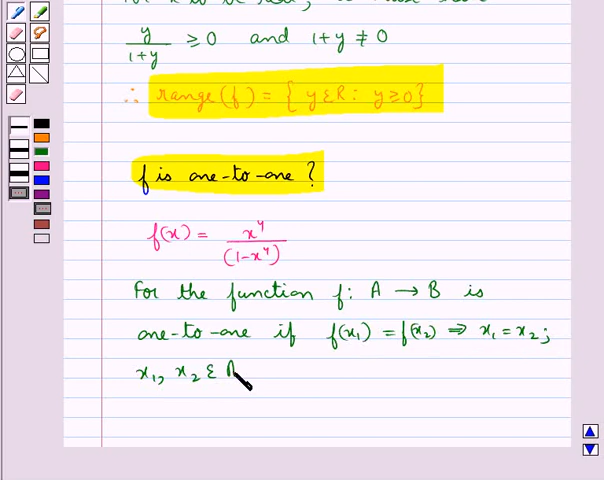 y/(1+y) ≥ 0 and 1+y ≠ 0
∴ range(f) = { y ε R : y ≥ 0 }
f is one-to-one ?
f(x) = x⁴/(1-x⁴)
For the function f: A → B is
one-to-one if f(x₁) = f(x₂) ⇒ x₁ = x₂ ;
x₁, x₂ ε